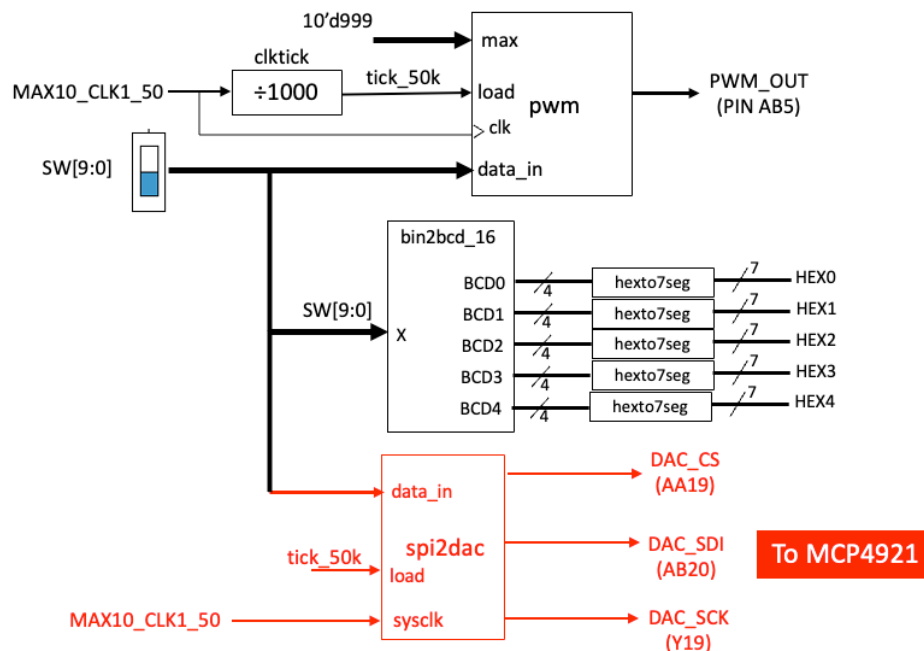 10'd999
clktick
max
MAX10_CLK1_50
÷1000
tick_50k
load
pwm
PWM_OUT
(PIN AB5)
clk
SW[9:0]
data_in
bin2bcd_16
SW[9:0]
X
BCD0
4
hexto7seg
7
HEX0
BCD1
4
hexto7seg
7
HEX1
BCD2
4
hexto7seg
7
HEX2
BCD3
4
hexto7seg
7
HEX3
BCD4
4
hexto7seg
7
HEX4
data_in
DAC_CS
(AA19)
tick_50k
load
spi2dac
DAC_SDI
(AB20)
To MCP4921
MAX10_CLK1_50
sysclk
DAC_SCK
(Y19)